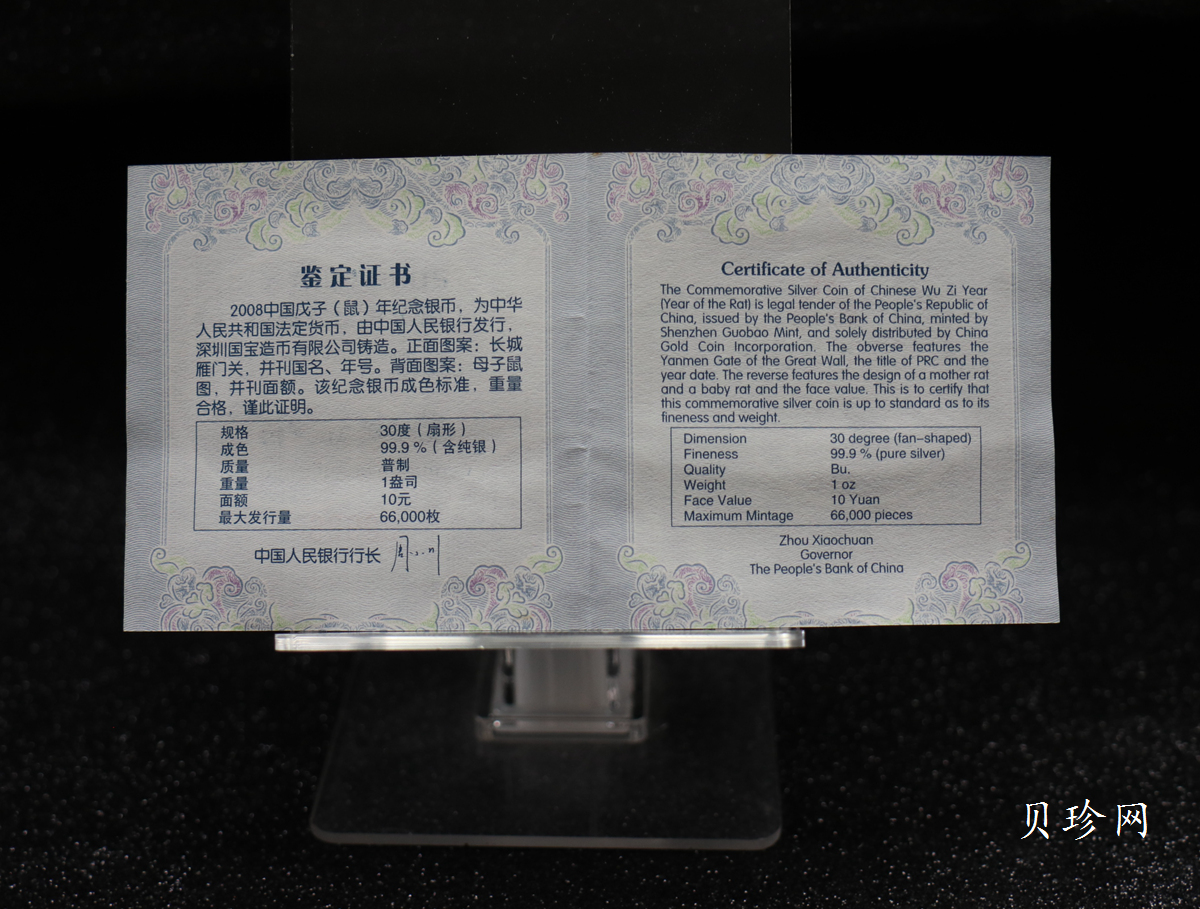 鉴定证书
2008中国戊子（鼠）年纪念银币，为中华
人民共和国法定货币，由中国人民银行发行，
深圳国宝造币有限公司铸造。正面图案：长城
雁门关，并刊国名、年号。背面图案：母子鼠
图，并刊面额。该纪念银币成色标准，重量
合格，谨此证明。
规格 30度（扇形）
成色 99.9％（含纯银）
质量 普制
重量 1盎司
面额 10元
最大发行量 66,000枚
中国人民银行行长
Certificate of Authenticity
The Commemorative Silver Coin of Chinese Wu Zi Year
(Year of the Rat) is legal tender of the People's Republic of
China, issued by the People's Bank of China, minted by
Shenzhen Guobao Mint, and solely distributed by China
Gold Coin Incorporation. The obverse features the
Yanmen Gate of the Great Wall, the title of PRC and the
year date. The reverse features the design of a mother rat
and a baby rat and the face value. This is to certify that
this commemorative silver coin is up to standard as to its
fineness and weight.
Dimension 30 degree (fan-shaped)
Fineness 99.9 % (pure silver)
Quality Bu.
Weight 1 oz
Face Value 10 Yuan
Maximum Mintage 66,000 pieces
Zhou Xiaochuan
Governor
The People's Bank of China
贝珍网